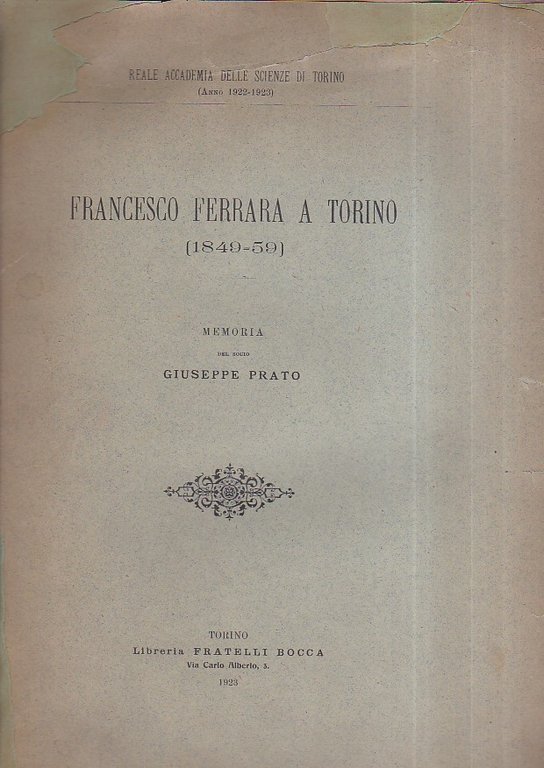 REALE ACCADEMIA DELLE SCIENZE DI TORINO
(ANNO 1922-1923)
FRANCESCO FERRARA A TORINO
(1849-59)
MEMORIA
DEL SOCIO
GIUSEPPE PRATO
TORINO
Libreria FRATELLI BOCCA
Via Carlo Alberto, 3.
1923